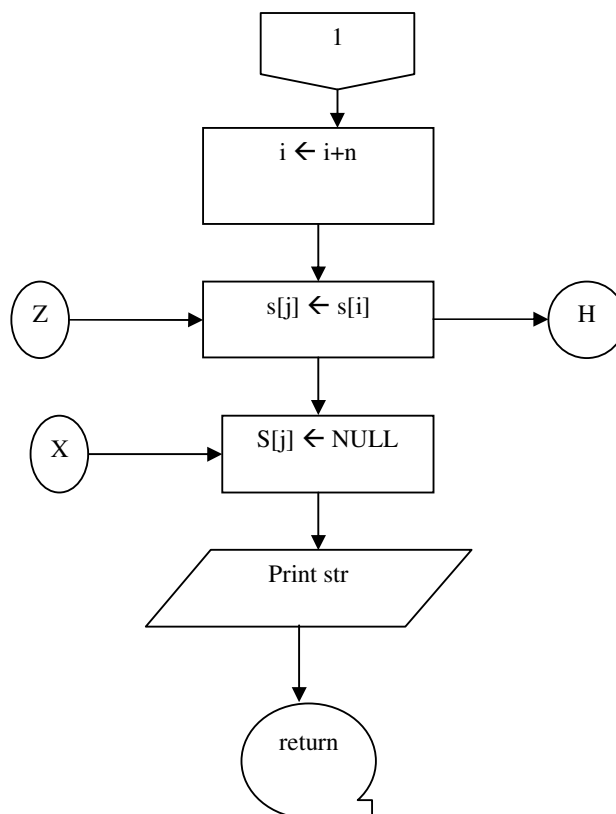 1
i ← i+n
Z
s[j] ← s[i]
H
X
S[j] ← NULL
Print str
return